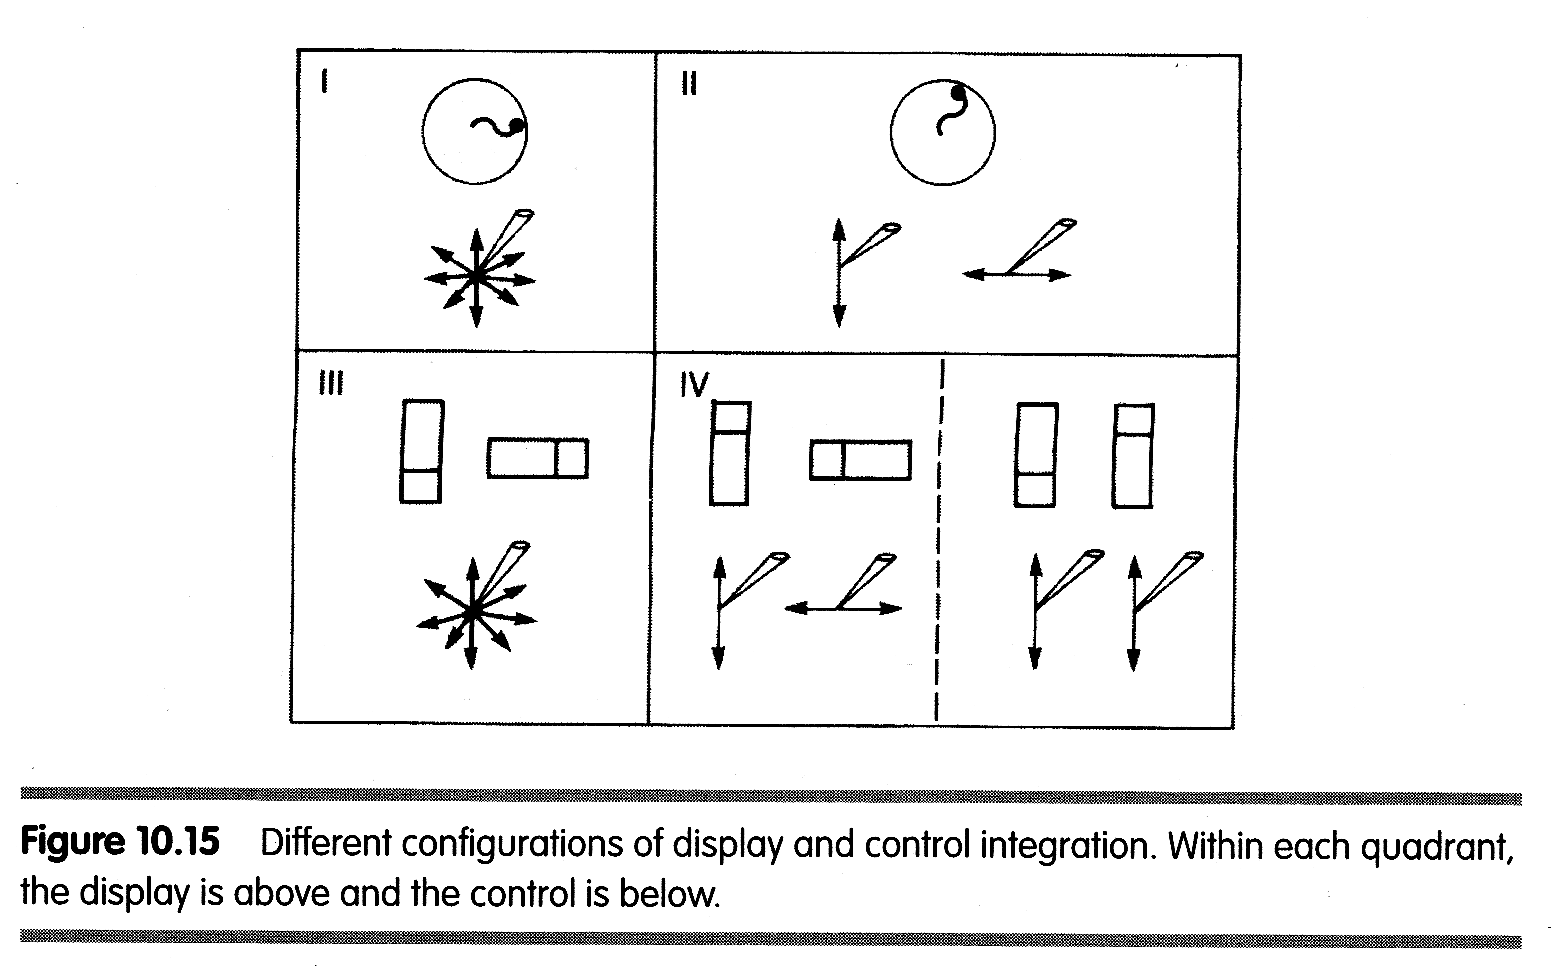 I
II
III
IV
Figure 10.15 Different configurations of display and control integration. Within each quadrant,
the display is above and the control is below.